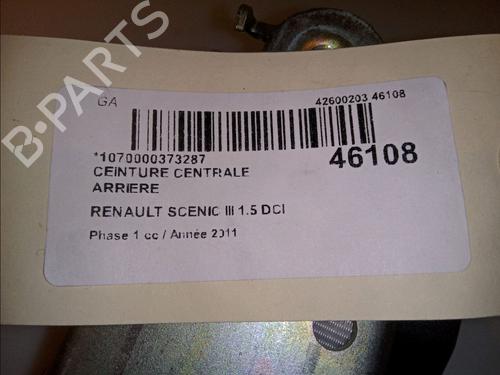 GA
42600203 46108
*1070000373287
46108
CEINTURE CENTRALE
ARRIERE
RENAULT SCENIC III 1.5 DCI
Phase 1 cc / Année 2011
B-PARTS